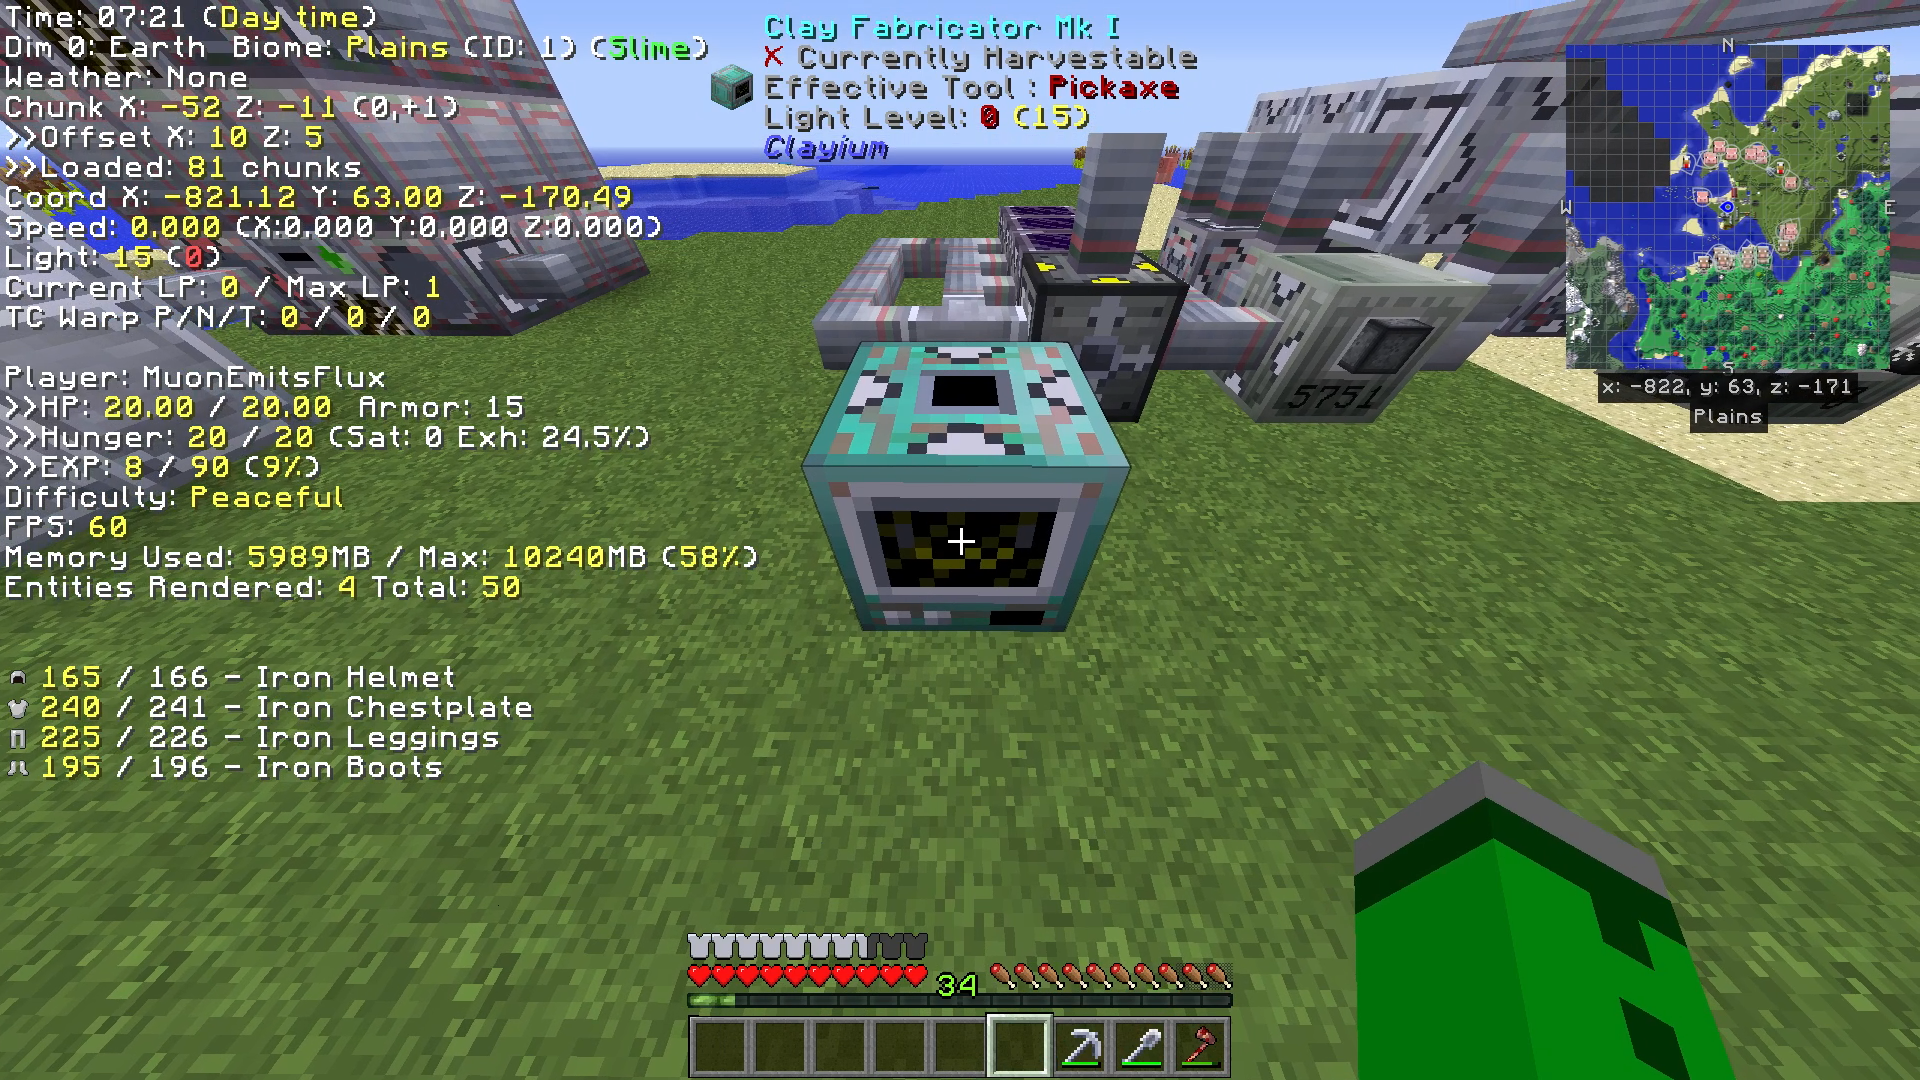 Time: 07:21 (Day time)
Dim 0: Earth Biome: Plains (ID: 1) (Slime)
Weather: None
Chunk X: -52 Z: -11 (0,+1)
>>Offset X: 10 Z: 5
>>Loaded: 81 chunks
Coord X: -821.12 Y: 63.00 Z: -170.49
Speed: 0.000 (X:0.000 Y:0.000 Z:0.000)
Light: 15 (0)
Current LP: 0 / Max LP: 1
TC Warp P/N/T: 0 / 0 / 0
Player: MuonEmitsFlux
>>HP: 20.00 / 20.00 Armor: 15
>>Hunger: 20 / 20 (Sat: 0 Exh: 24.5%)
>>EXP: 8 / 90 (9%)
Difficulty: Peaceful
FPS: 60
Memory Used: 5989MB / Max: 10240MB (58%)
Entities Rendered: 4 Total: 50
165 / 166 - Iron Helmet
240 / 241 - Iron Chestplate
225 / 226 - Iron Leggings
195 / 196 - Iron Boots
Clay Fabricator Mk I
X Currently Harvestable
Effective Tool : Pickaxe
Light Level: 0 (15)
Clayium
N
W
E
S
x: -822, y: 63, z: -171
Plains
5751
34